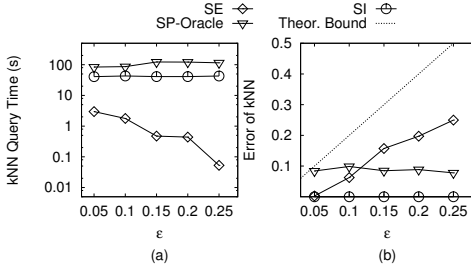 SE
SI
SP-Oracle
Theor. Bound
kNN Query Time (s)
100
10
1
0.1
0.01
0.05 0.1 0.15 0.2 0.25
ε
(a)
Error of kNN
0.5
0.4
0.3
0.2
0.1
0.05 0.1 0.15 0.2 0.25
ε
(b)